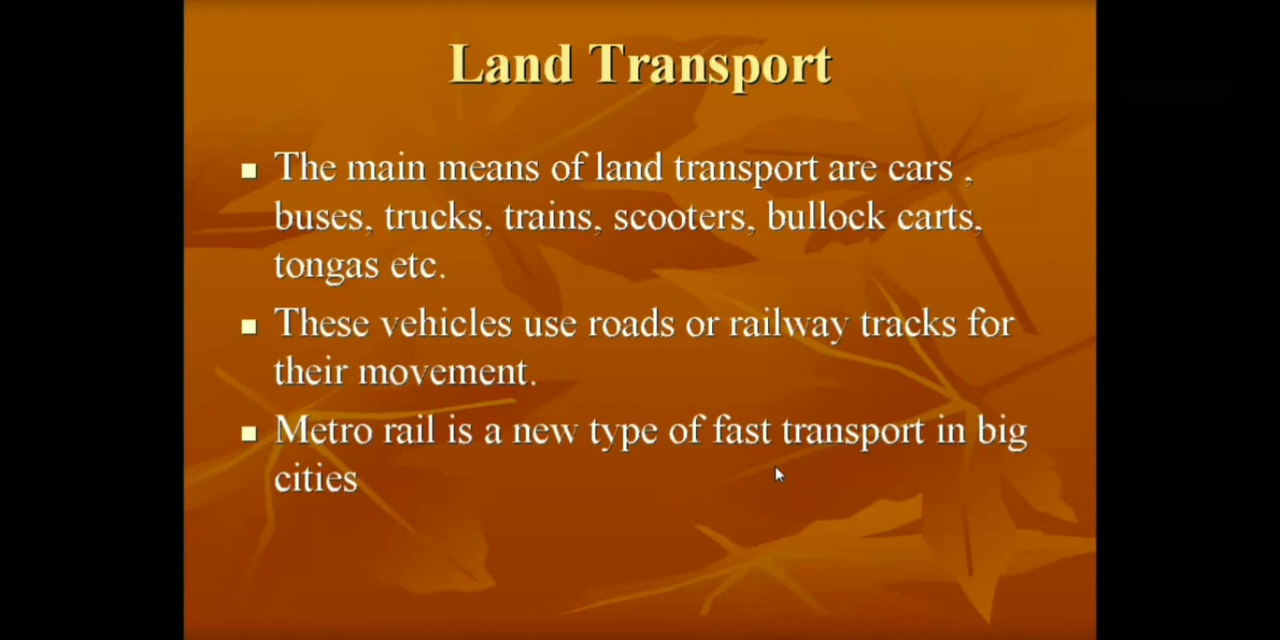 Land Transport
The main means of land transport are cars ,
buses, trucks, trains, scooters, bullock carts,
tongas etc.
These vehicles use roads or railway tracks for
their movement.
Metro rail is a new type of fast transport in big
cities